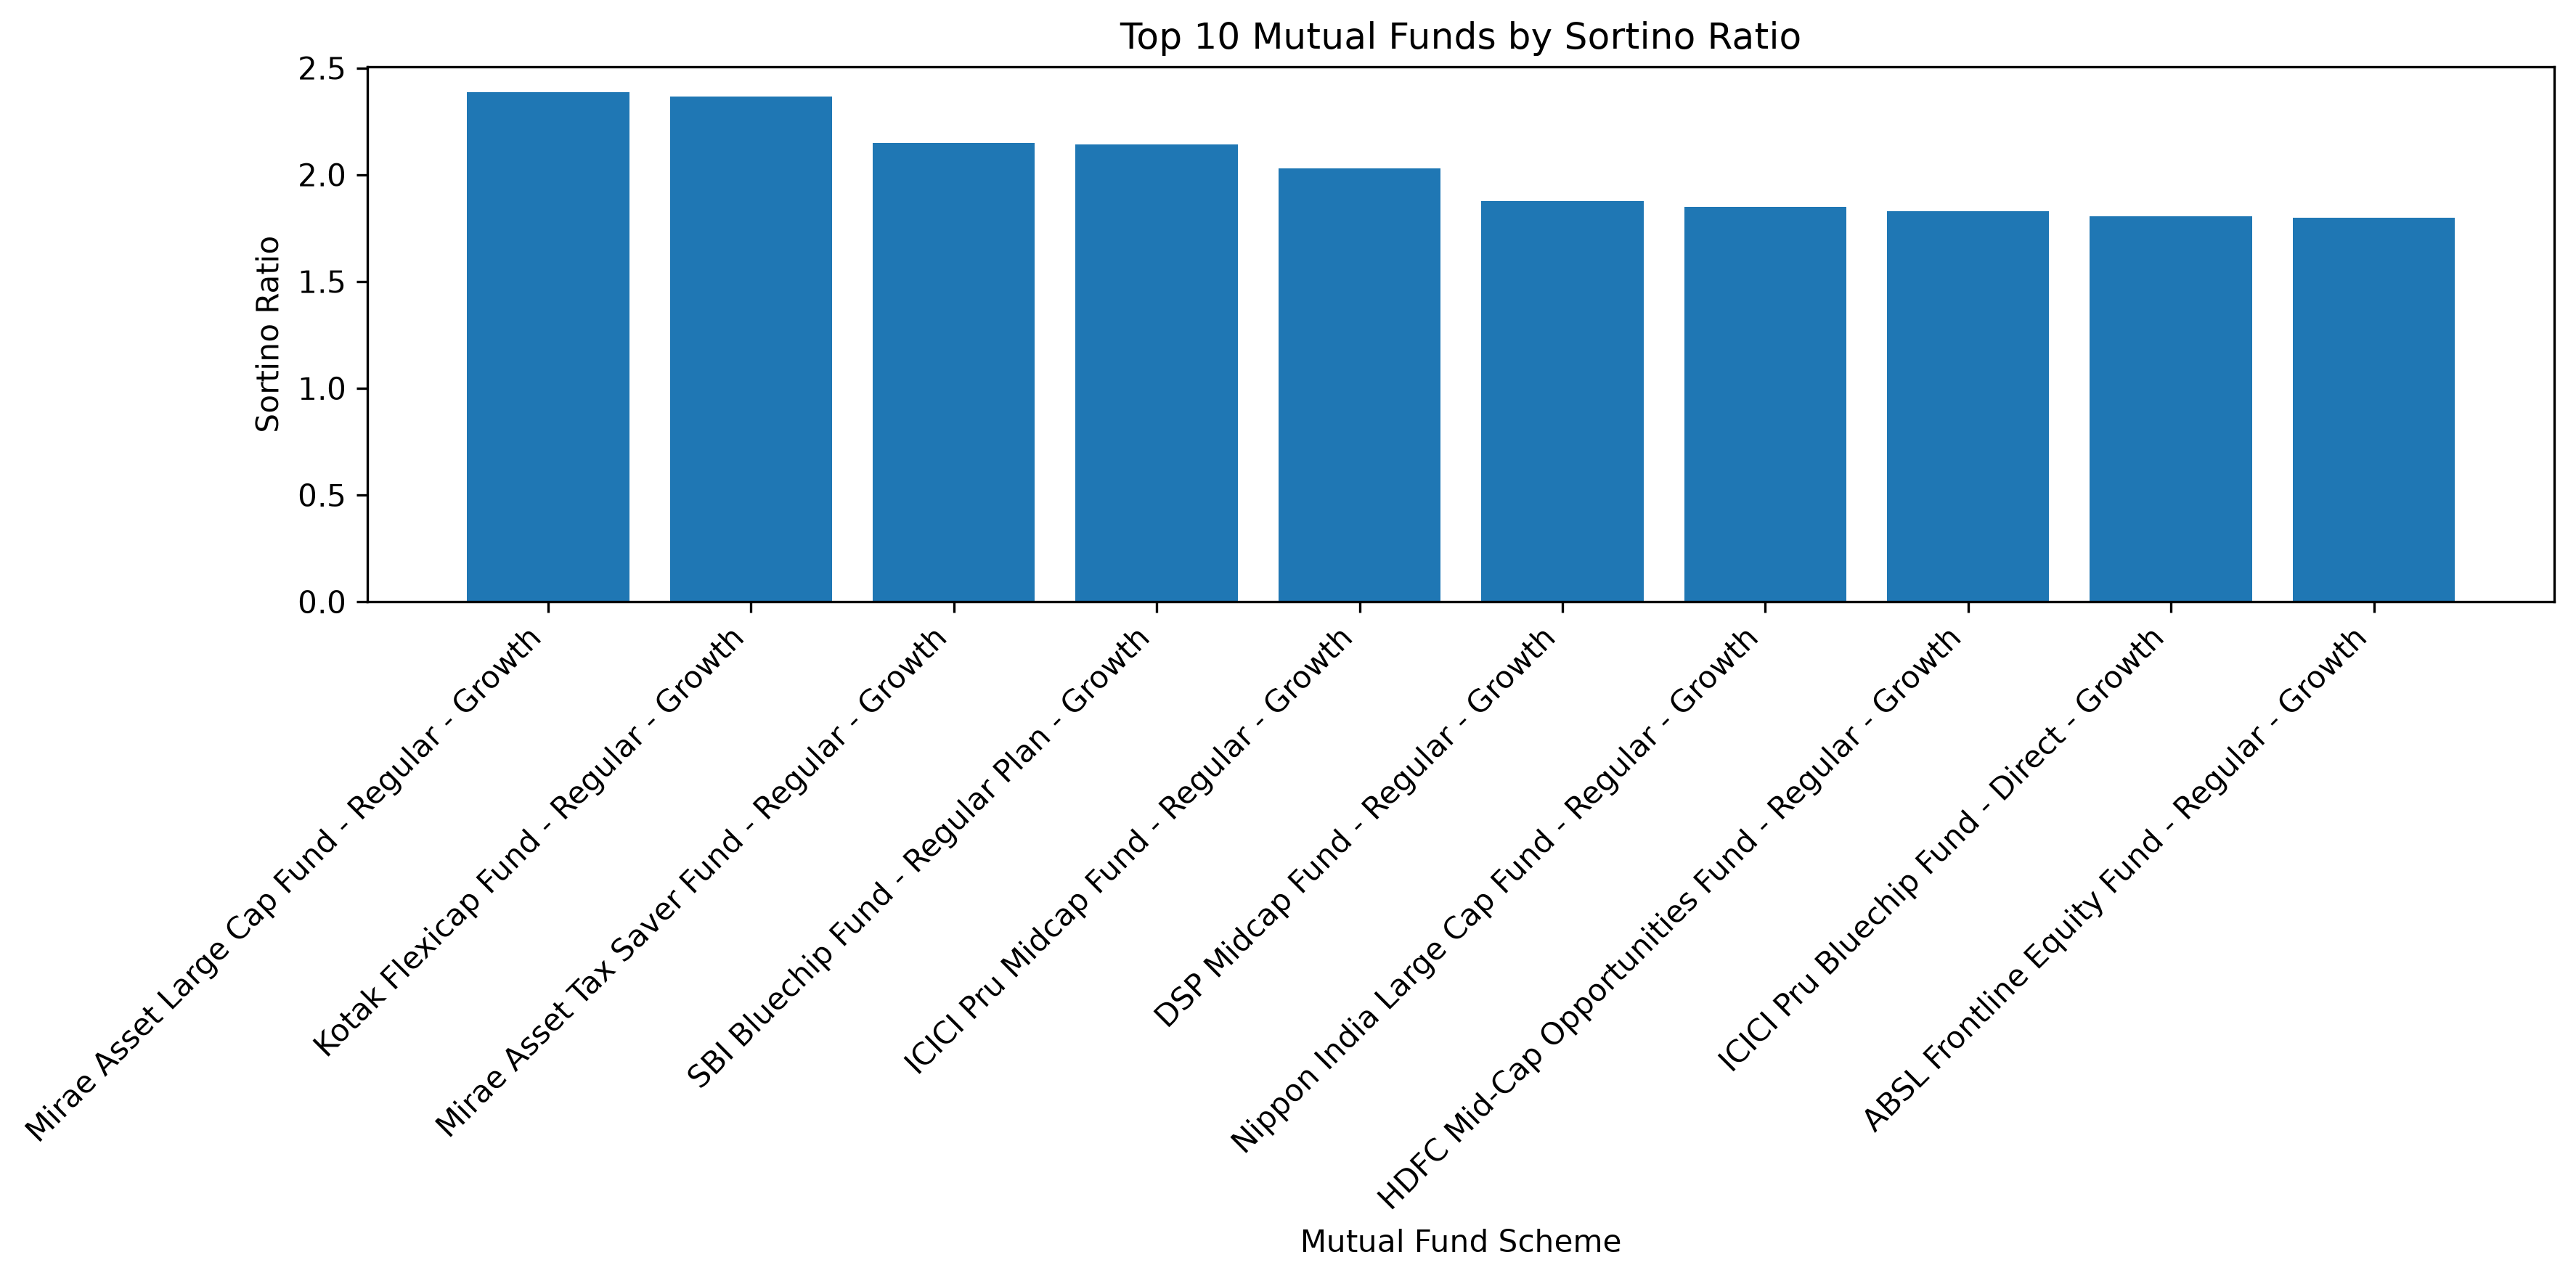 Top 10 Mutual Funds by Sortino Ratio
Sortino Ratio
2.5
2.0
1.5
1.0
0.5
0.0
Mirae Asset Large Cap Fund - Regular - Growth
Kotak Flexicap Fund - Regular - Growth
Mirae Asset Tax Saver Fund - Regular - Growth
SBI Bluechip Fund - Regular Plan - Growth
ICICI Pru Midcap Fund - Regular - Growth
DSP Midcap Fund - Regular - Growth
Nippon India Large Cap Fund - Regular - Growth
HDFC Mid-Cap Opportunities Fund - Regular - Growth
ICICI Pru Bluechip Fund - Direct - Growth
ABSL Frontline Equity Fund - Regular - Growth
Mutual Fund Scheme